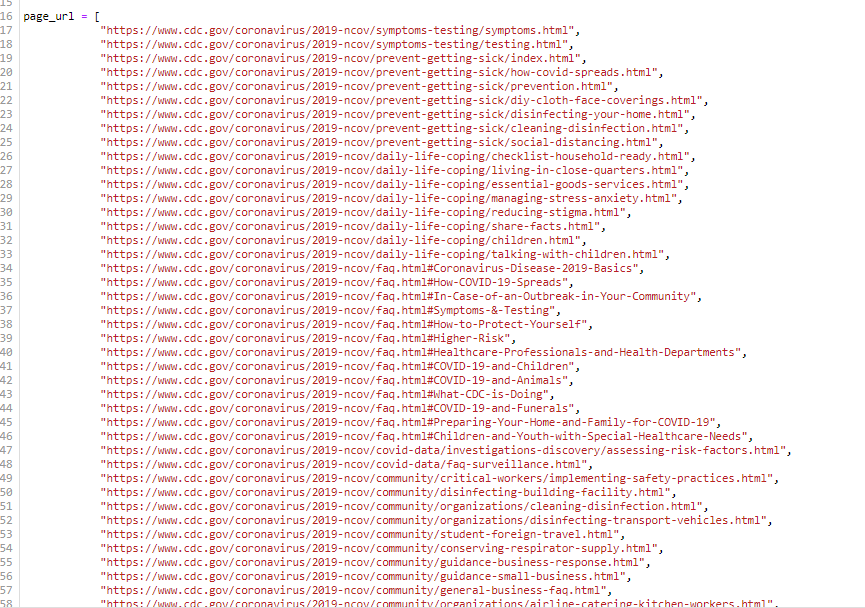 15
16 page_url = [
17 "https://www.cdc.gov/coronavirus/2019-ncov/symptoms-testing/symptoms.html",
18 "https://www.cdc.gov/coronavirus/2019-ncov/symptoms-testing/testing.html",
19 "https://www.cdc.gov/coronavirus/2019-ncov/prevent-getting-sick/index.html",
20 "https://www.cdc.gov/coronavirus/2019-ncov/prevent-getting-sick/how-covid-spreads.html",
21 "https://www.cdc.gov/coronavirus/2019-ncov/prevent-getting-sick/prevention.html",
22 "https://www.cdc.gov/coronavirus/2019-ncov/prevent-getting-sick/diy-cloth-face-coverings.html",
23 "https://www.cdc.gov/coronavirus/2019-ncov/prevent-getting-sick/disinfecting-your-home.html",
24 "https://www.cdc.gov/coronavirus/2019-ncov/prevent-getting-sick/cleaning-disinfection.html",
25 "https://www.cdc.gov/coronavirus/2019-ncov/prevent-getting-sick/social-distancing.html",
26 "https://www.cdc.gov/coronavirus/2019-ncov/daily-life-coping/checklist-household-ready.html",
27 "https://www.cdc.gov/coronavirus/2019-ncov/daily-life-coping/living-in-close-quarters.html",
28 "https://www.cdc.gov/coronavirus/2019-ncov/daily-life-coping/essential-goods-services.html",
29 "https://www.cdc.gov/coronavirus/2019-ncov/daily-life-coping/managing-stress-anxiety.html",
30 "https://www.cdc.gov/coronavirus/2019-ncov/daily-life-coping/reducing-stigma.html",
31 "https://www.cdc.gov/coronavirus/2019-ncov/daily-life-coping/share-facts.html",
32 "https://www.cdc.gov/coronavirus/2019-ncov/daily-life-coping/children.html",
33 "https://www.cdc.gov/coronavirus/2019-ncov/daily-life-coping/talking-with-children.html",
34 "https://www.cdc.gov/coronavirus/2019-ncov/faq.html#Coronavirus-Disease-2019-Basics",
35 "https://www.cdc.gov/coronavirus/2019-ncov/faq.html#How-COVID-19-Spreads",
36 "https://www.cdc.gov/coronavirus/2019-ncov/faq.html#In-Case-of-an-Outbreak-in-Your-Community",
37 "https://www.cdc.gov/coronavirus/2019-ncov/faq.html#Symptoms-&-Testing",
38 "https://www.cdc.gov/coronavirus/2019-ncov/faq.html#How-to-Protect-Yourself",
39 "https://www.cdc.gov/coronavirus/2019-ncov/faq.html#Higher-Risk",
40 "https://www.cdc.gov/coronavirus/2019-ncov/faq.html#Healthcare-Professionals-and-Health-Departments",
41 "https://www.cdc.gov/coronavirus/2019-ncov/faq.html#COVID-19-and-Children",
42 "https://www.cdc.gov/coronavirus/2019-ncov/faq.html#COVID-19-and-Animals",
43 "https://www.cdc.gov/coronavirus/2019-ncov/faq.html#What-CDC-is-Doing",
44 "https://www.cdc.gov/coronavirus/2019-ncov/faq.html#COVID-19-and-Funerals",
45 "https://www.cdc.gov/coronavirus/2019-ncov/faq.html#Preparing-Your-Home-and-Family-for-COVID-19",
46 "https://www.cdc.gov/coronavirus/2019-ncov/faq.html#Children-and-Youth-with-Special-Healthcare-Needs",
47 "https://www.cdc.gov/coronavirus/2019-ncov/covid-data/investigations-discovery/assessing-risk-factors.html",
48 "https://www.cdc.gov/coronavirus/2019-ncov/covid-data/faq-surveillance.html",
49 "https://www.cdc.gov/coronavirus/2019-ncov/community/critical-workers/implementing-safety-practices.html",
50 "https://www.cdc.gov/coronavirus/2019-ncov/community/disinfecting-building-facility.html",
51 "https://www.cdc.gov/coronavirus/2019-ncov/community/organizations/cleaning-disinfection.html",
52 "https://www.cdc.gov/coronavirus/2019-ncov/community/organizations/disinfecting-transport-vehicles.html",
53 "https://www.cdc.gov/coronavirus/2019-ncov/community/student-foreign-travel.html",
54 "https://www.cdc.gov/coronavirus/2019-ncov/community/conserving-respirator-supply.html",
55 "https://www.cdc.gov/coronavirus/2019-ncov/community/guidance-business-response.html",
56 "https://www.cdc.gov/coronavirus/2019-ncov/community/guidance-small-business.html",
57 "https://www.cdc.gov/coronavirus/2019-ncov/community/general-business-faq.html",
58 "https://www.cdc.gov/coronavirus/2019-ncov/community/organizations/airline-catering-kitchen-workers.html",